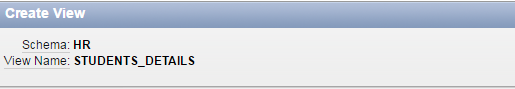 Create View
Schema: HR
View Name: STUDENTS_DETAILS